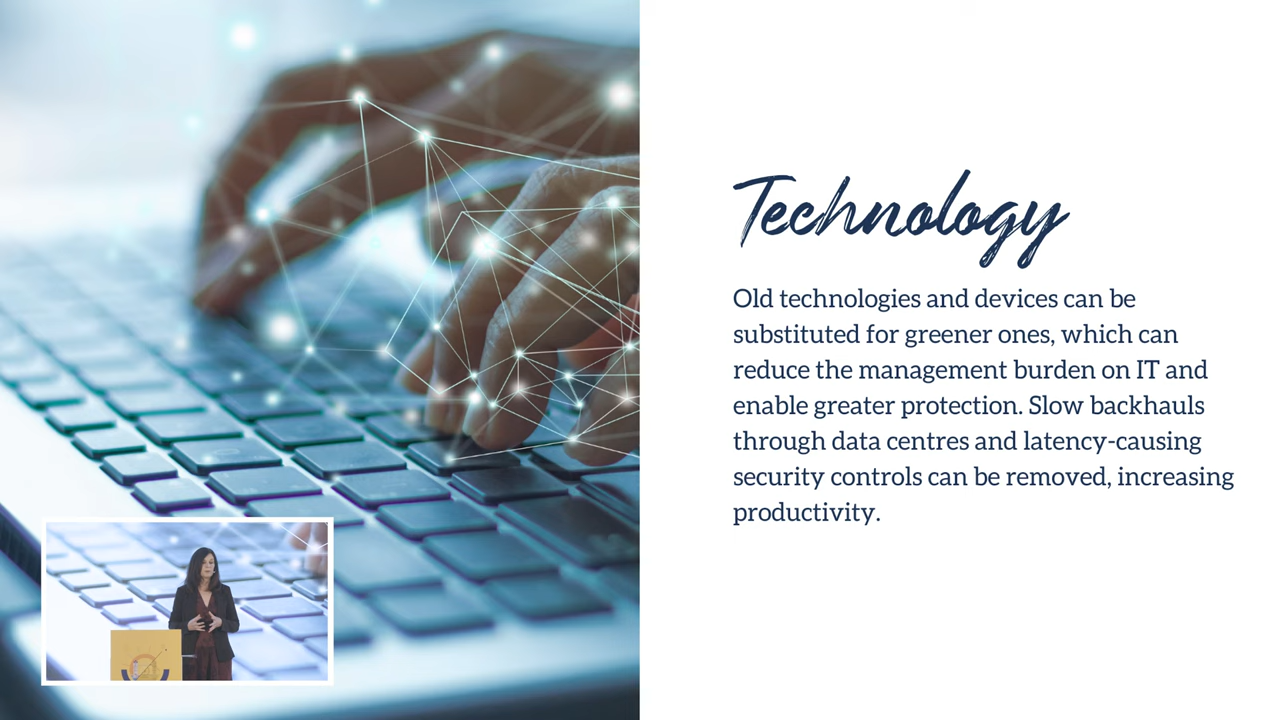 Technology
Old technologies and devices can be
substituted for greener ones, which can
reduce the management burden on IT and
enable greater protection. Slow backhauls
through data centres and latency-causing
security controls can be removed, increasing
productivity.